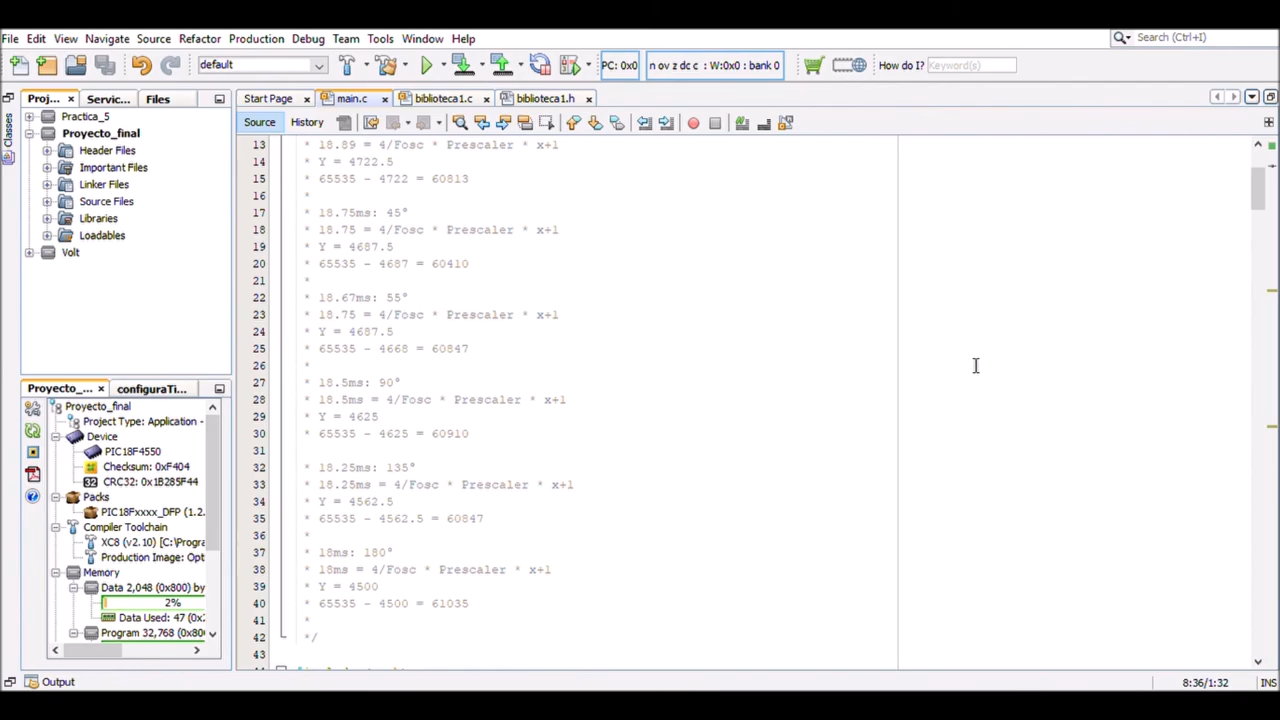 File Edit View Navigate Source Refactor Production Debug Team Tools Window Help
Search (Ctrl+I)
default
PC: 0x0
n ov z dc c : W:0x0 : bank 0
How do I? Keyword(s)
Proj...
Servic...
Files
Classes
Practica_5
Proyecto_final
Header Files
Important Files
Linker Files
Source Files
Libraries
Loadables
Volt
Proyecto_...
configuraTi...
Proyecto_final
Project Type: Application -
Device
PIC18F4550
Checksum: 0xF404
CRC32: 0x1B285F44
Packs
PIC18Fxxxx_DFP (1.2.
Compiler Toolchain
XC8 (v2.10) [C:\Progra
Production Image: Opt
Memory
Data 2,048 (0x800) by
2%
Data Used: 47 (0x2
Program 32,768 (0x80
Output
Start Page
main.c
biblioteca1.c
biblioteca1.h
Source
History
13 * 18.89 = 4/Fosc * Prescaler * x+1
14 * Y = 4722.5
15 * 65535 - 4722 = 60813
16 *
17 * 18.75ms: 45°
18 * 18.75 = 4/Fosc * Prescaler * x+1
19 * Y = 4687.5
20 * 65535 - 4687 = 60410
21 *
22 * 18.67ms: 55°
23 * 18.75 = 4/Fosc * Prescaler * x+1
24 * Y = 4687.5
25 * 65535 - 4668 = 60847
26 *
27 * 18.5ms: 90°
28 * 18.5ms = 4/Fosc * Prescaler * x+1
29 * Y = 4625
30 * 65535 - 4625 = 60910
31
32 * 18.25ms: 135°
33 * 18.25ms = 4/Fosc * Prescaler * x+1
34 * Y = 4562.5
35 * 65535 - 4562.5 = 60847
36 *
37 * 18ms: 180°
38 * 18ms = 4/Fosc * Prescaler * x+1
39 * Y = 4500
40 * 65535 - 4500 = 61035
41 *
42 */
43
8:36/1:32
INS